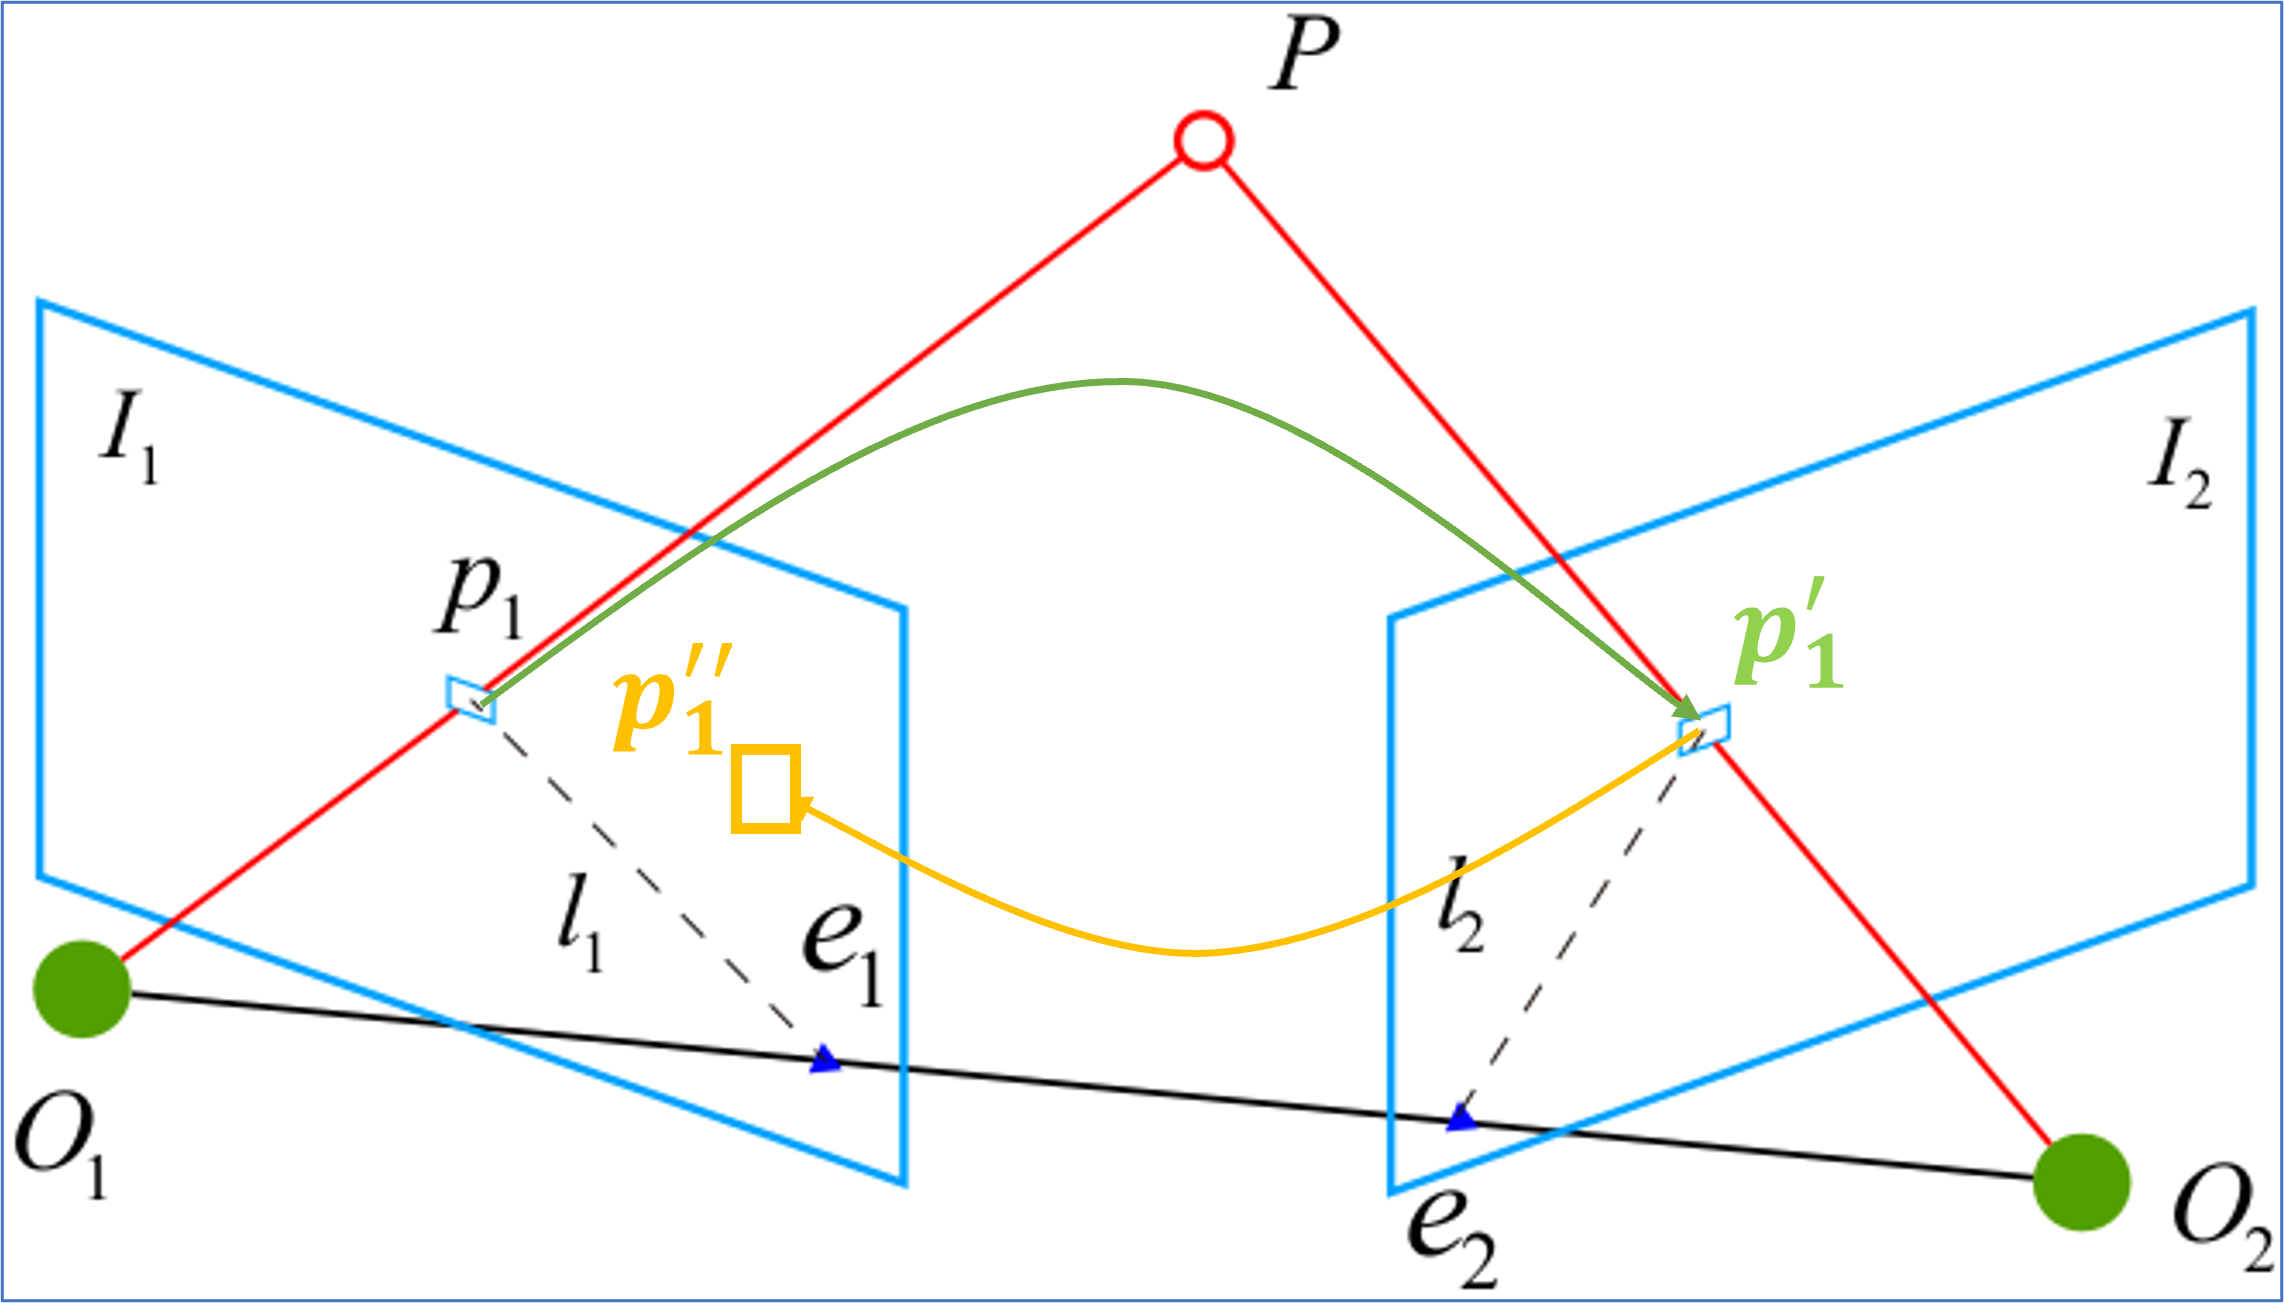 P
I₁
I₂
p₁
p₁′
p₁′′
l₁
l₂
e₁
O₁
e₂
O₂